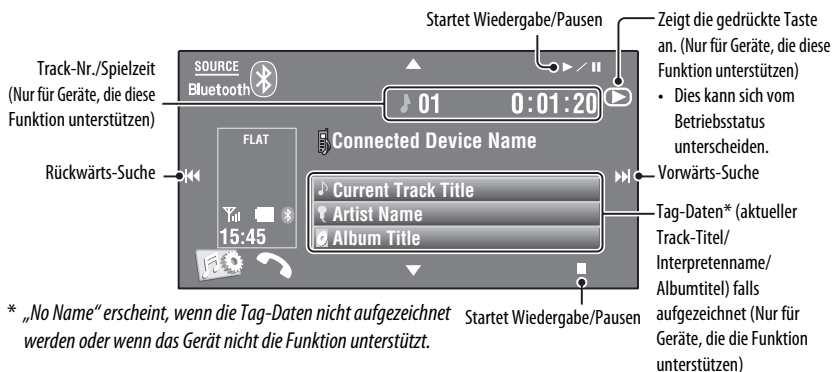 Startet Wiedergabe/Pausen
Zeigt die gedrückte Taste
an. (Nur für Geräte, die diese
Funktion unterstützen)
• Dies kann sich vom
Betriebsstatus
unterscheiden.
Track-Nr./Spielzeit
(Nur für Geräte, die diese
Funktion unterstützen)
SOURCE
Bluetooth
01 0:01:20
FLAT
Connected Device Name
Rückwärts-Suche
Vorwärts-Suche
Current Track Title
Artist Name
Album Title
15:45
Tag-Daten* (aktueller
Track-Titel/
Interpretenname/
Albumtitel) falls
aufgezeichnet (Nur für
Geräte, die die Funktion
unterstützen)
Startet Wiedergabe/Pausen
* „No Name“ erscheint, wenn die Tag-Daten nicht aufgezeichnet
werden oder wenn das Gerät nicht die Funktion unterstützt.